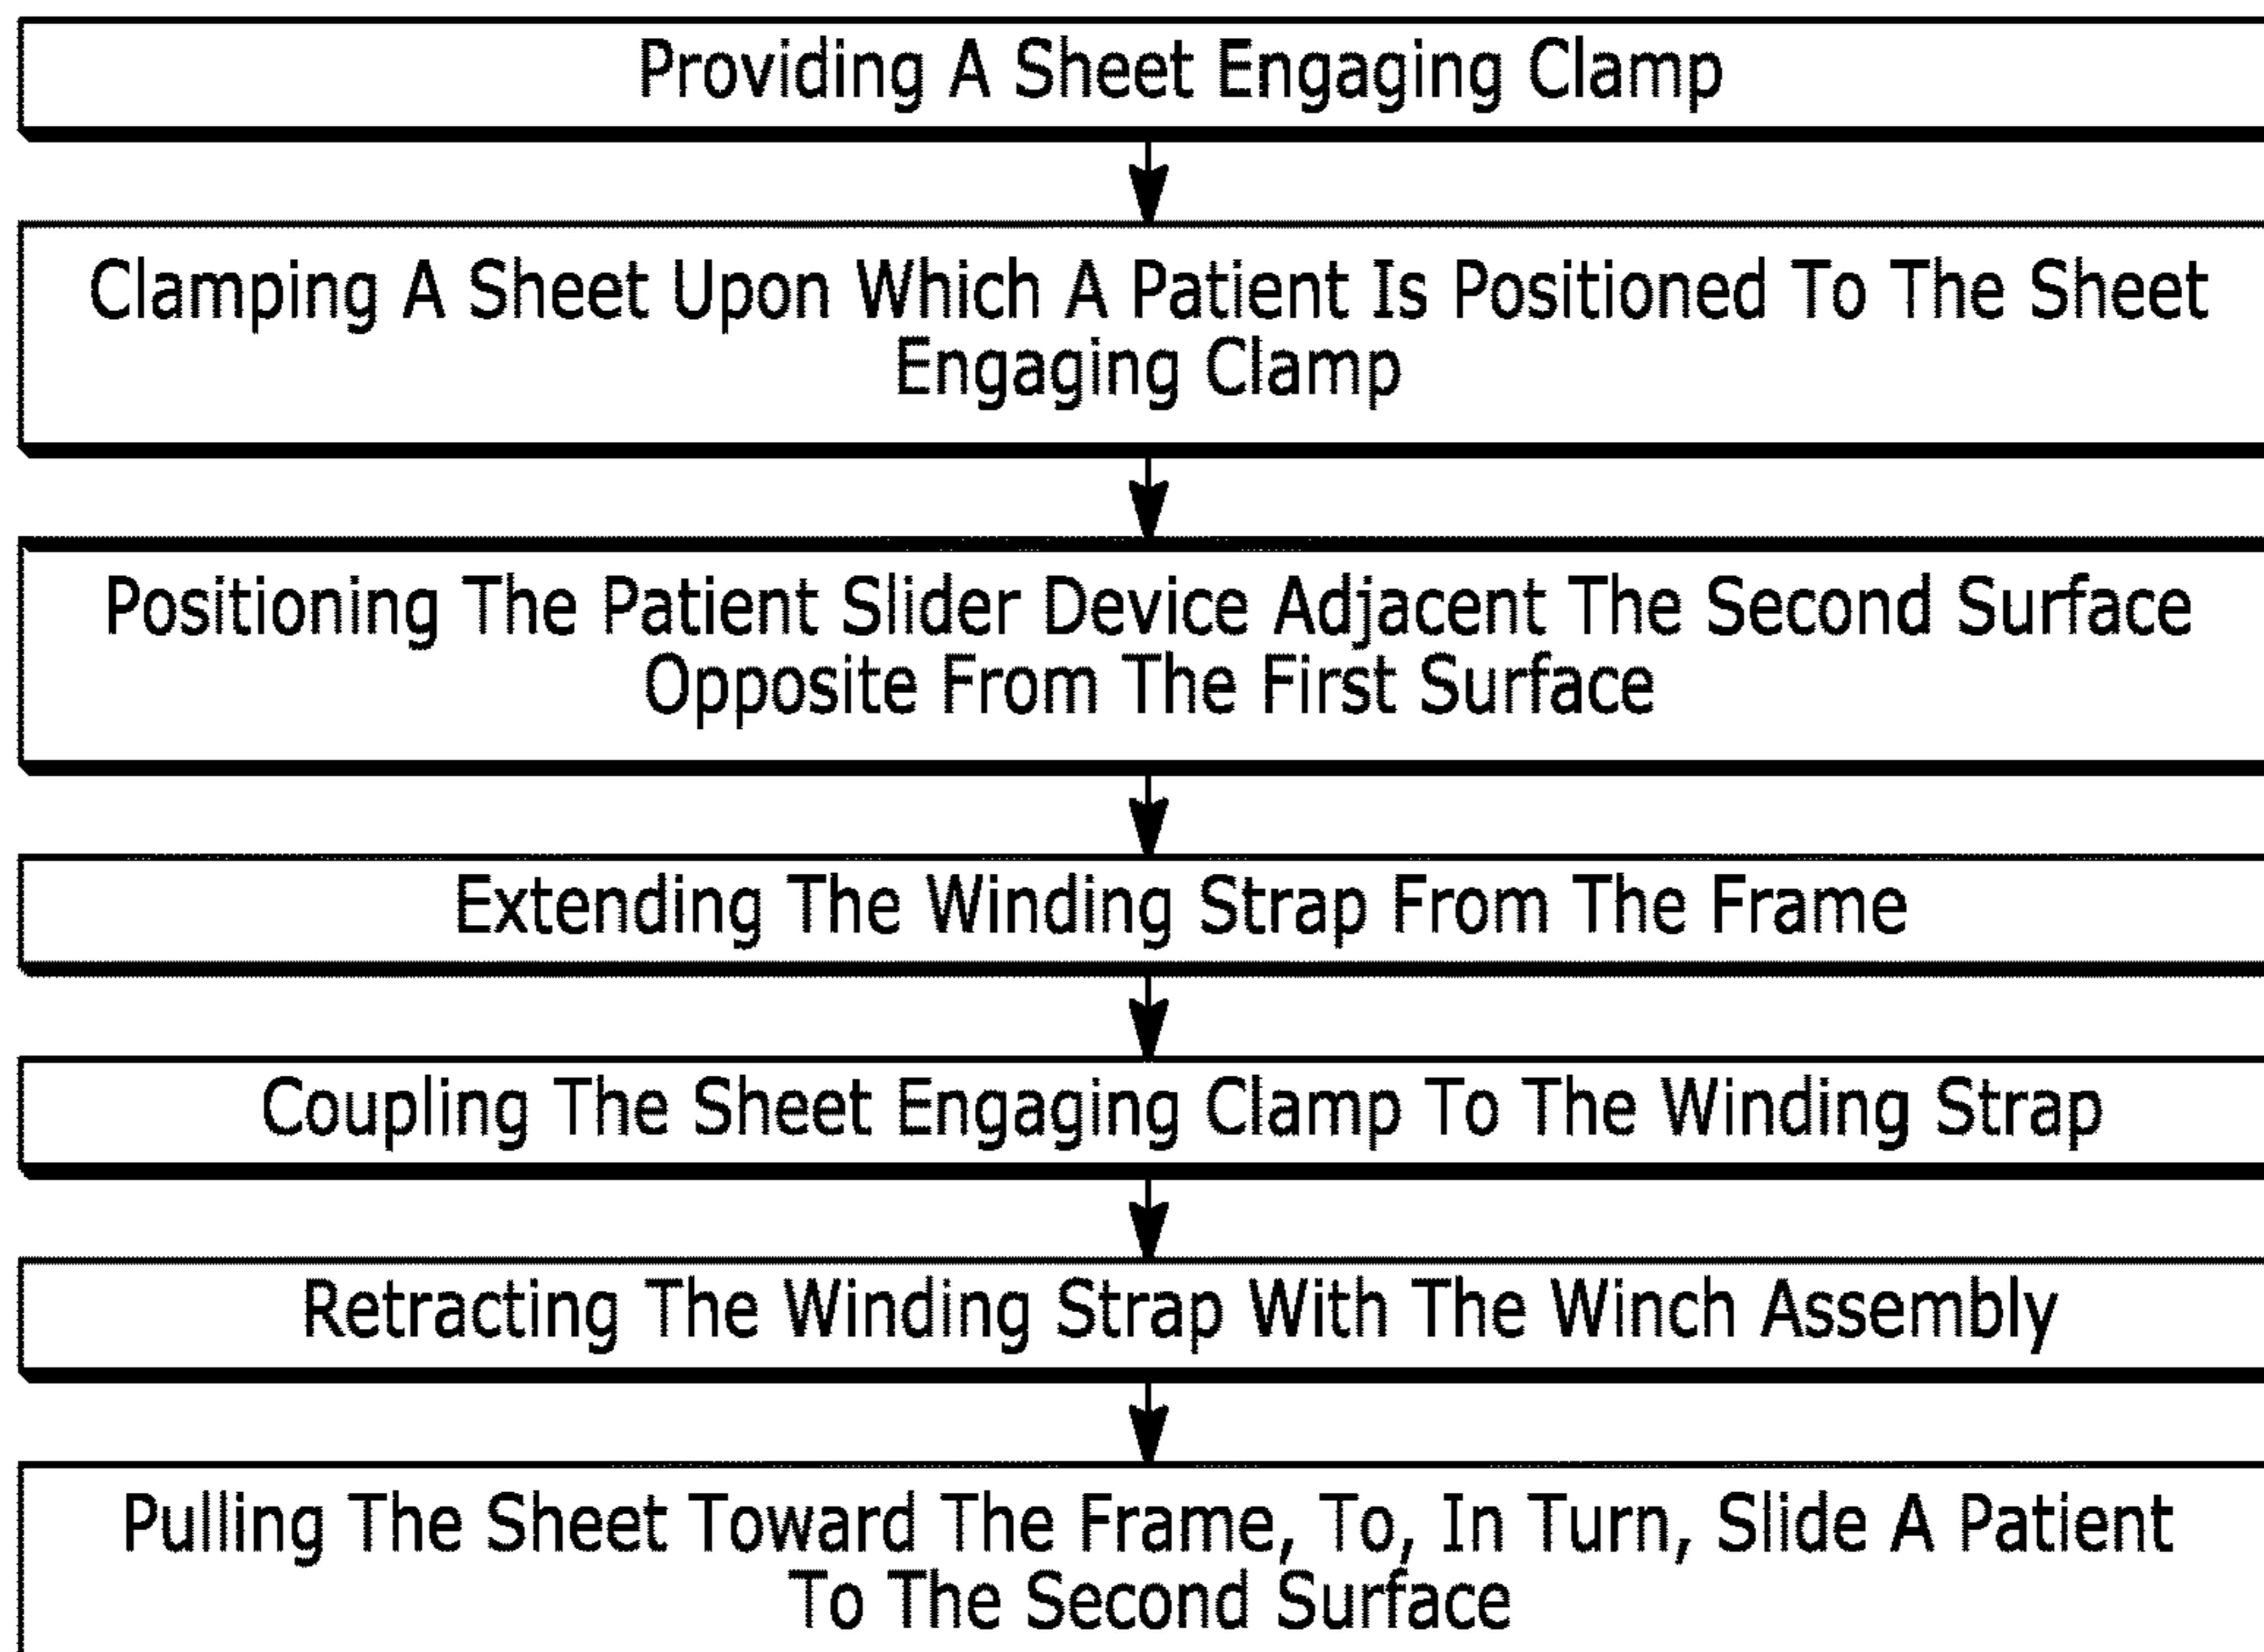 Providing A Sheet Engaging Clamp
Clamping A Sheet Upon Which A Patient Is Positioned To The Sheet
Engaging Clamp
Positioning The Patient Slider Device Adjacent The Second Surface
Opposite From The First Surface
Extending The Winding Strap From The Frame
Coupling The Sheet Engaging Clamp To The Winding Strap
Retracting The Winding Strap With The Winch Assembly
Pulling The Sheet Toward The Frame, To, In Turn, Slide A Patient
To The Second Surface